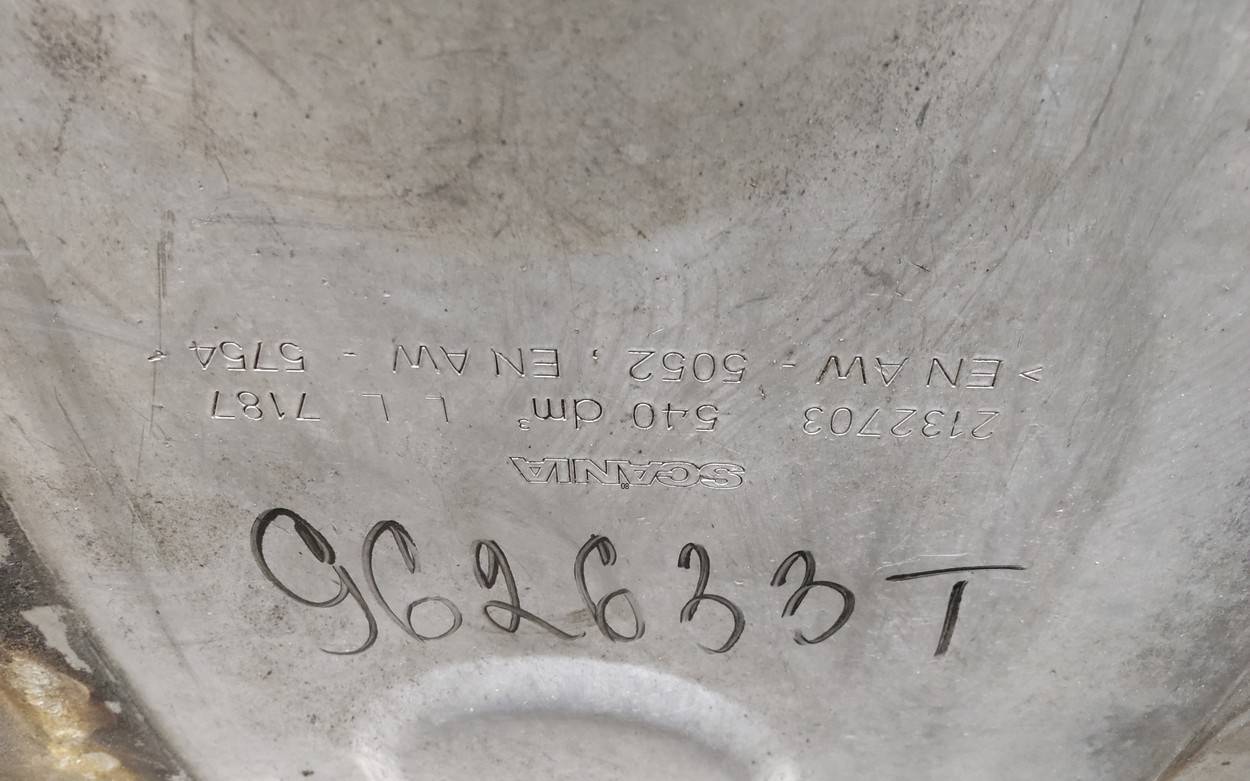 SCANIA
2132703 540 dm³ L L 7187
> EN AW - 5052 , EN AW - 5754 <
962633T